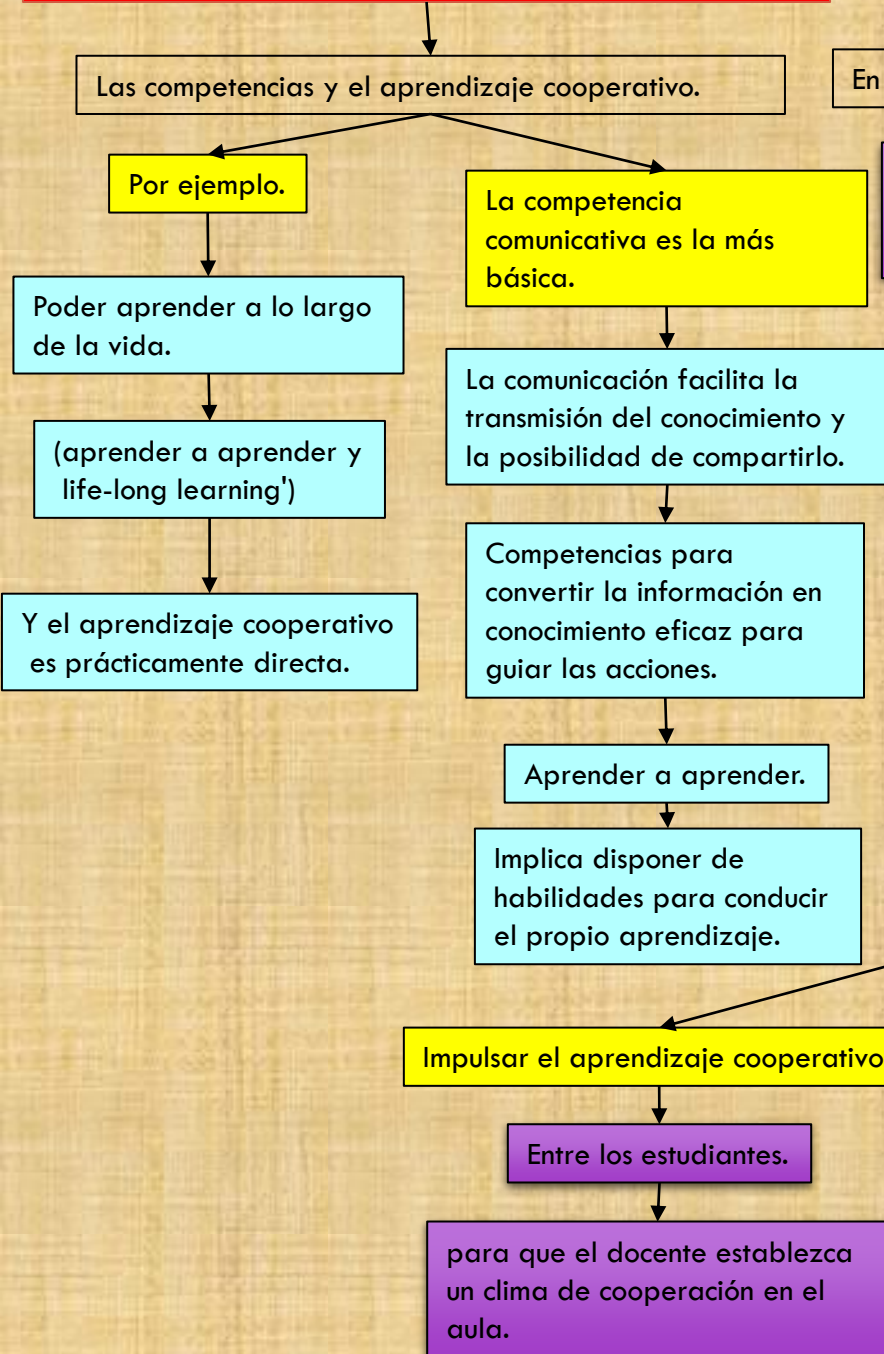 Las competencias y el aprendizaje cooperativo.
En
Por ejemplo.
Poder aprender a lo largo
de la vida.
(aprender a aprender y
life-long learning')
Y el aprendizaje cooperativo
es prácticamente directa.
La competencia
comunicativa es la más
básica.
La comunicación facilita la
transmisión del conocimiento y
la posibilidad de compartirlo.
Competencias para
convertir la información en
conocimiento eficaz para
guiar las acciones.
Aprender a aprender.
Implica disponer de
habilidades para conducir
el propio aprendizaje.
Impulsar el aprendizaje cooperativo
Entre los estudiantes.
para que el docente establezca
un clima de cooperación en el
aula.